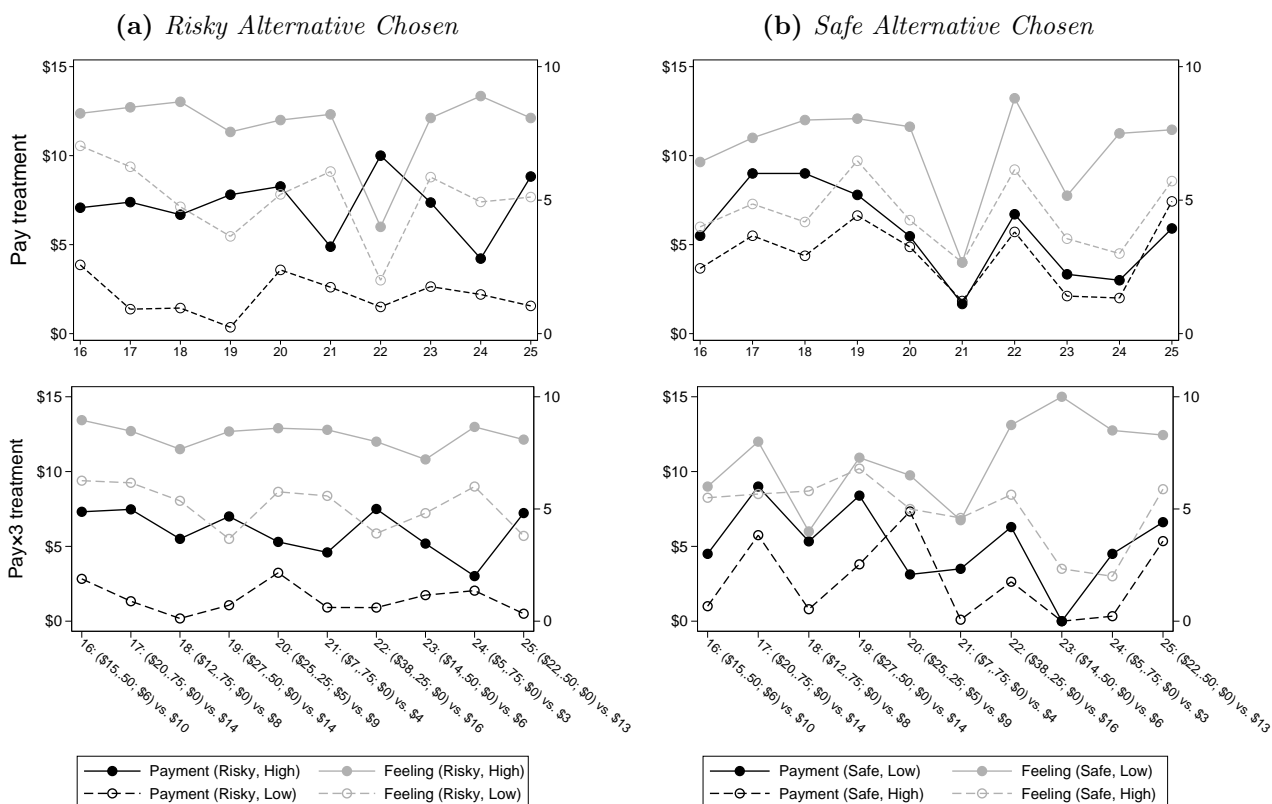 (a) Risky Alternative Chosen
(b) Safe Alternative Chosen
Pay treatment
$15
$10
$5
$0
10
5
0
16 17 18 19 20 21 22 23 24 25
$15
$10
$5
$0
10
5
0
16 17 18 19 20 21 22 23 24 25
Pay×3 treatment
$15
$10
$5
$0
10
5
0
16: ($15,50; $6) vs. $10
17: ($20,75, $0) vs. $14
18: ($12,75, $0) vs. $8
19: ($27,50; $0) vs. $14
20: ($25,25; $5) vs. $9
21: ($7,75; $0) vs. $4
22: ($38,25, $0) vs. $16
23: ($14,50; $0) vs. $6
24: ($5,75, $0) vs. $3
25: ($22,50; $0) vs. $13
$15
$10
$5
$0
10
5
0
16: ($15,50; $6) vs. $10
17: ($20,75, $0) vs. $14
18: ($12,75, $0) vs. $8
19: ($27,50; $0) vs. $14
20: ($25,25; $5) vs. $9
21: ($7,75; $0) vs. $4
22: ($38,25, $0) vs. $16
23: ($14,50; $0) vs. $6
24: ($5,75, $0) vs. $3
25: ($22,50; $0) vs. $13
Payment (Risky, High) Feeling (Risky, High)
Payment (Risky, Low) Feeling (Risky, Low)
Payment (Safe, Low) Feeling (Safe, Low)
Payment (Safe, High) Feeling (Safe, High)